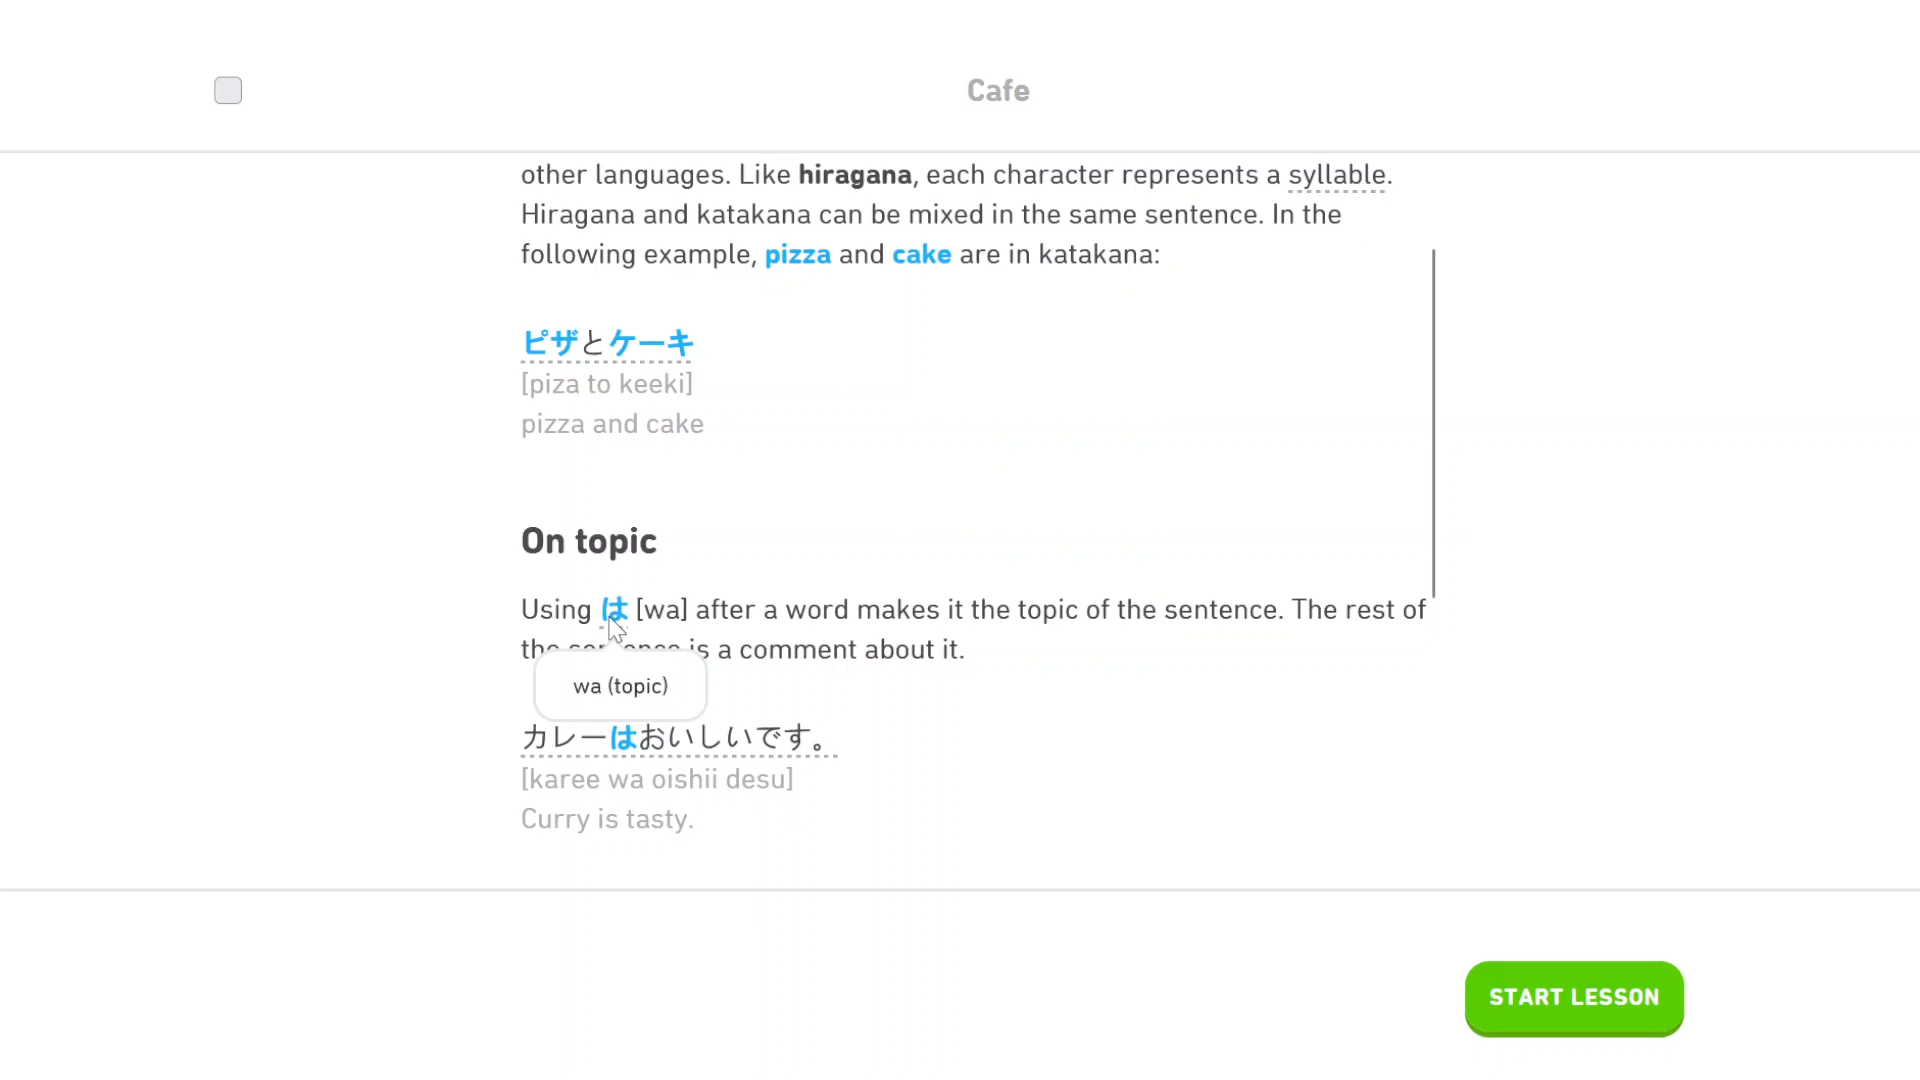 Cafe
other languages. Like hiragana, each character represents a syllable.
Hiragana and katakana can be mixed in the same sentence. In the
following example, pizza and cake are in katakana:
ピザとケーキ
[piza to keeki]
pizza and cake
On topic
Using は [wa] after a word makes it the topic of the sentence. The rest of
the sentence is a comment about it.
wa (topic)
カレーはおいしいです。
[karee wa oishii desu]
Curry is tasty.
START LESSON